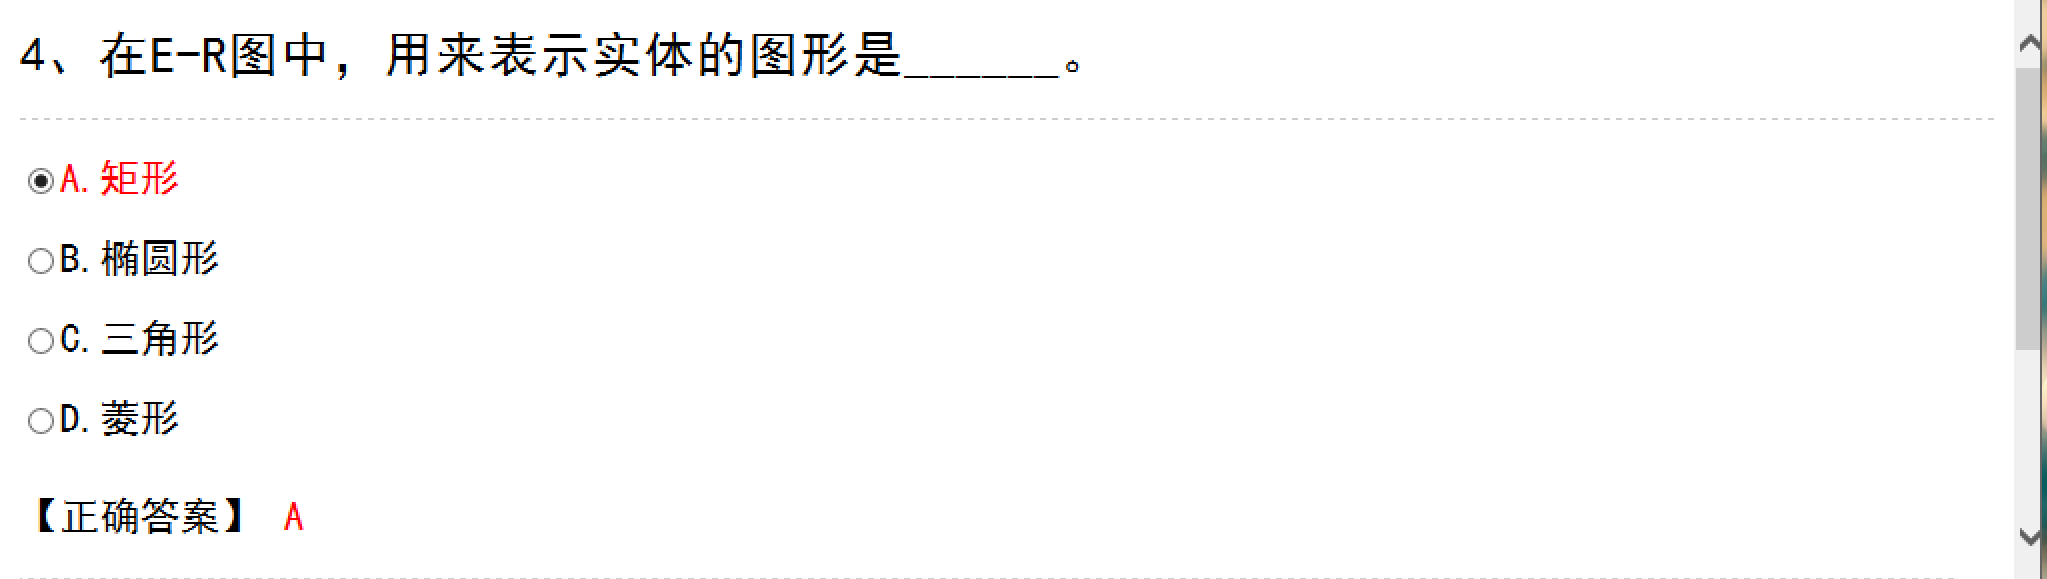 4、在E-R图中，用来表示实体的图形是______。
A.矩形
B.椭圆形
C.三角形
D.菱形
【正确答案】 A